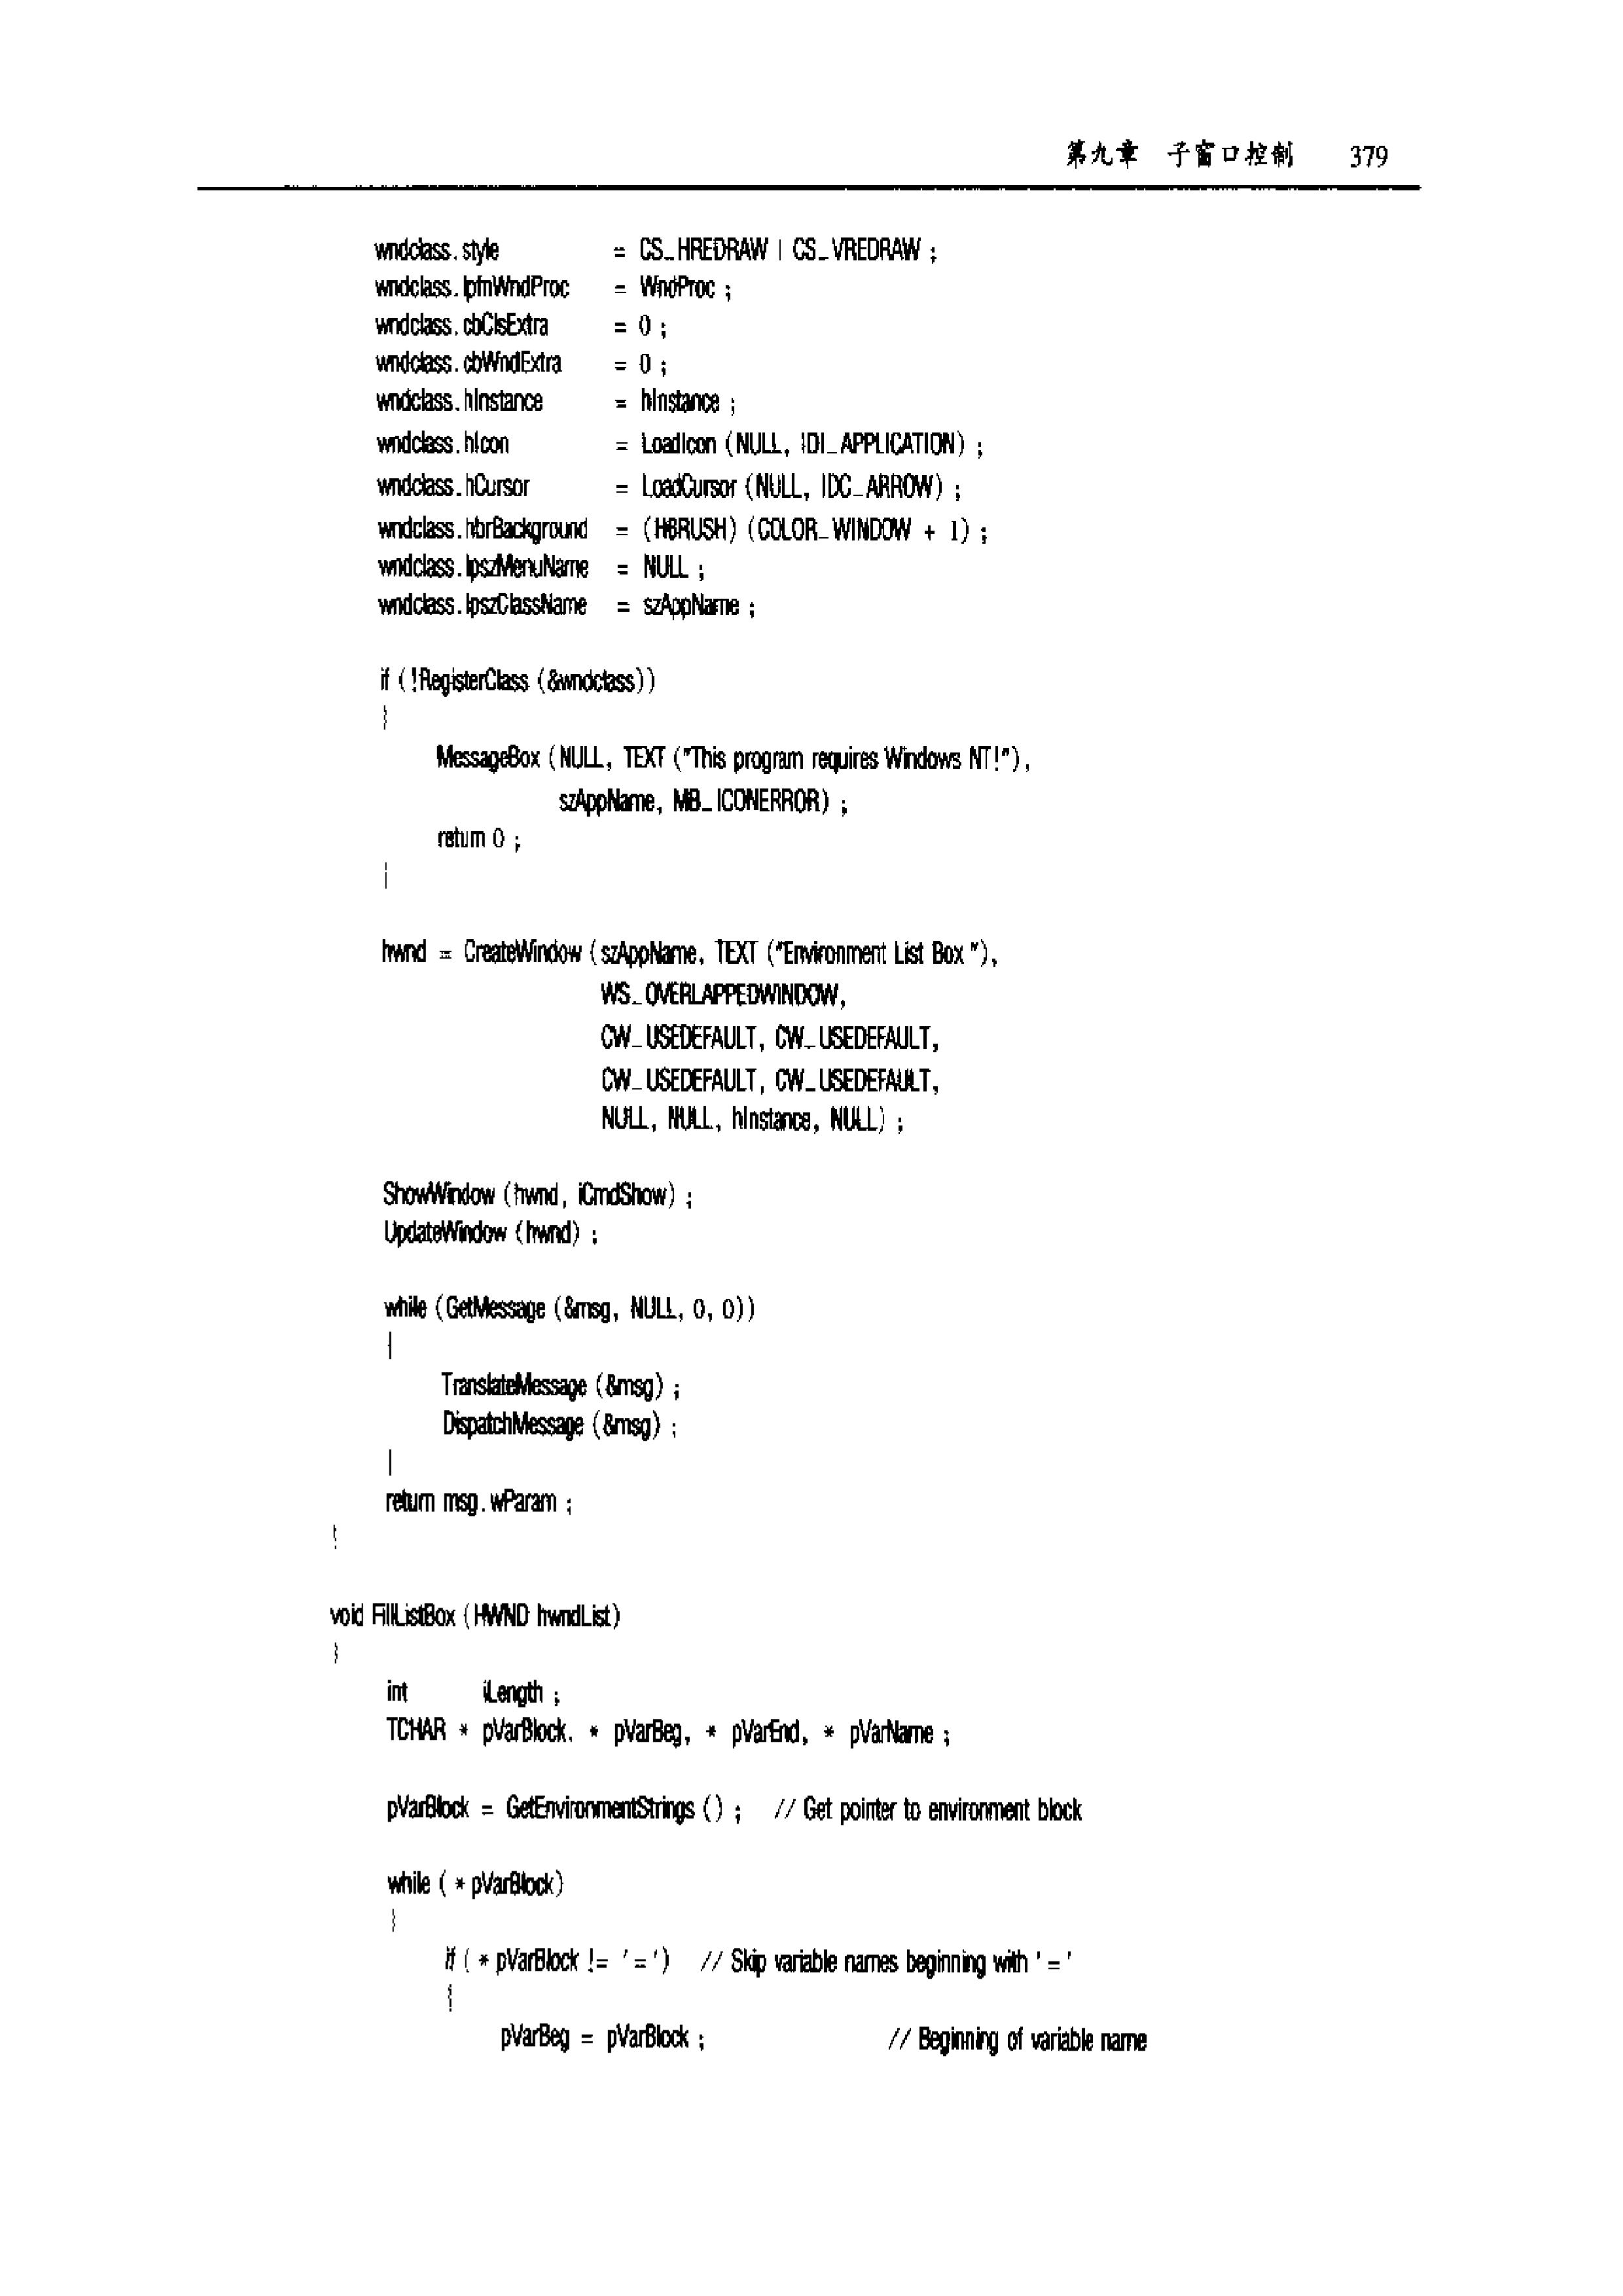 第九章 子窗口控制 379
wndclass.style = CS_HREDRAW | CS_VREDRAW ;
wndclass.lpfnWndProc = WndProc ;
wndclass.cbClsExtra = 0 ;
wndclass.cbWndExtra = 0 ;
wndclass.hInstance = hInstance ;
wndclass.hIcon = LoadIcon (NULL, IDI_APPLICATION) ;
wndclass.hCursor = LoadCursor (NULL, IDC_ARROW) ;
wndclass.hbrBackground = (HBRUSH) (COLOR_WINDOW + 1) ;
wndclass.lpszMenuName = NULL ;
wndclass.lpszClassName = szAppName ;
if (!RegisterClass (&wndclass))
{
MessageBox (NULL, TEXT ("This program requires Windows NT!"),
szAppName, MB_ICONERROR) ;
return 0 ;
}
hwnd = CreateWindow (szAppName, TEXT ("Environment List Box "),
WS_OVERLAPPEDWINDOW,
CW_USEDEFAULT, CW_USEDEFAULT,
CW_USEDEFAULT, CW_USEDEFAULT,
NULL, NULL, hInstance, NULL) ;
ShowWindow (hwnd, iCmdShow) ;
UpdateWindow (hwnd) ;
while (GetMessage (&msg, NULL, 0, 0))
{
TranslateMessage (&msg) ;
DispatchMessage (&msg) ;
}
return msg.wParam ;
}
void FillListBox (HWND hwndList)
{
int iLength ;
TCHAR * pVarBlock, * pVarBeg, * pVarEnd, * pVarName ;
pVarBlock = GetEnvironmentStrings () ; // Get pointer to environment block
while ( * pVarBlock)
{
if ( * pVarBlock != '=') // Skip variable names beginning with '='
{
pVarBeg = pVarBlock ; // Beginning of variable name